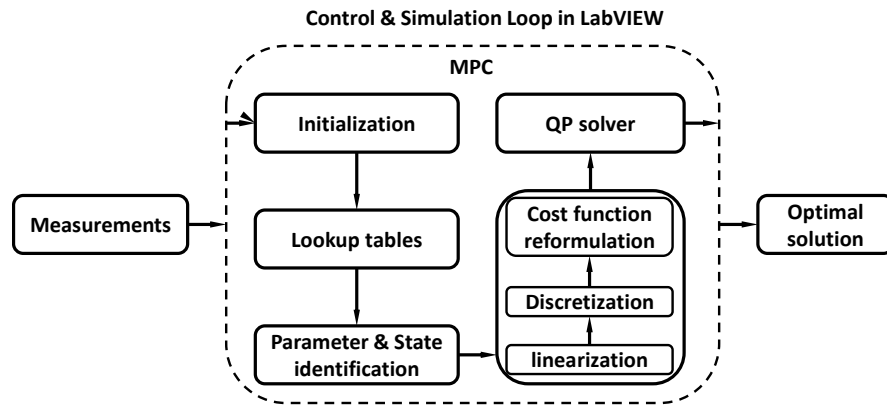 Control & Simulation Loop in LabVIEW
MPC
Initialization
QP solver
Measurements
Lookup tables
Cost function
reformulation
Optimal
solution
Discretization
Parameter & State
identification
linearization